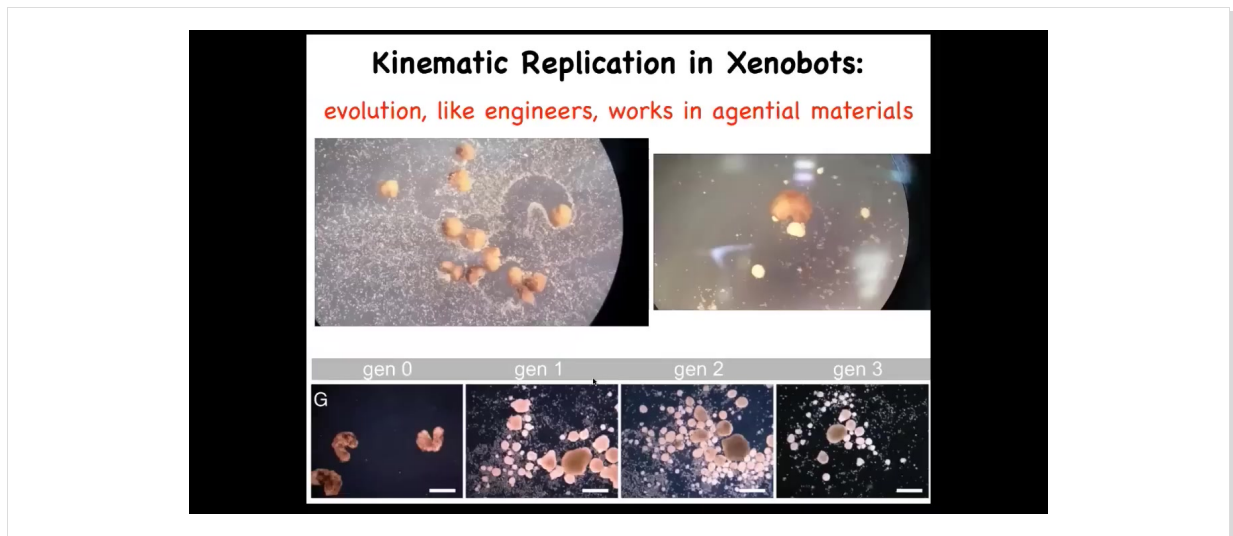 Kinematic Replication in Xenobots:
evolution, like engineers, works in agential materials
gen 0 gen 1 gen 2 gen 3
G